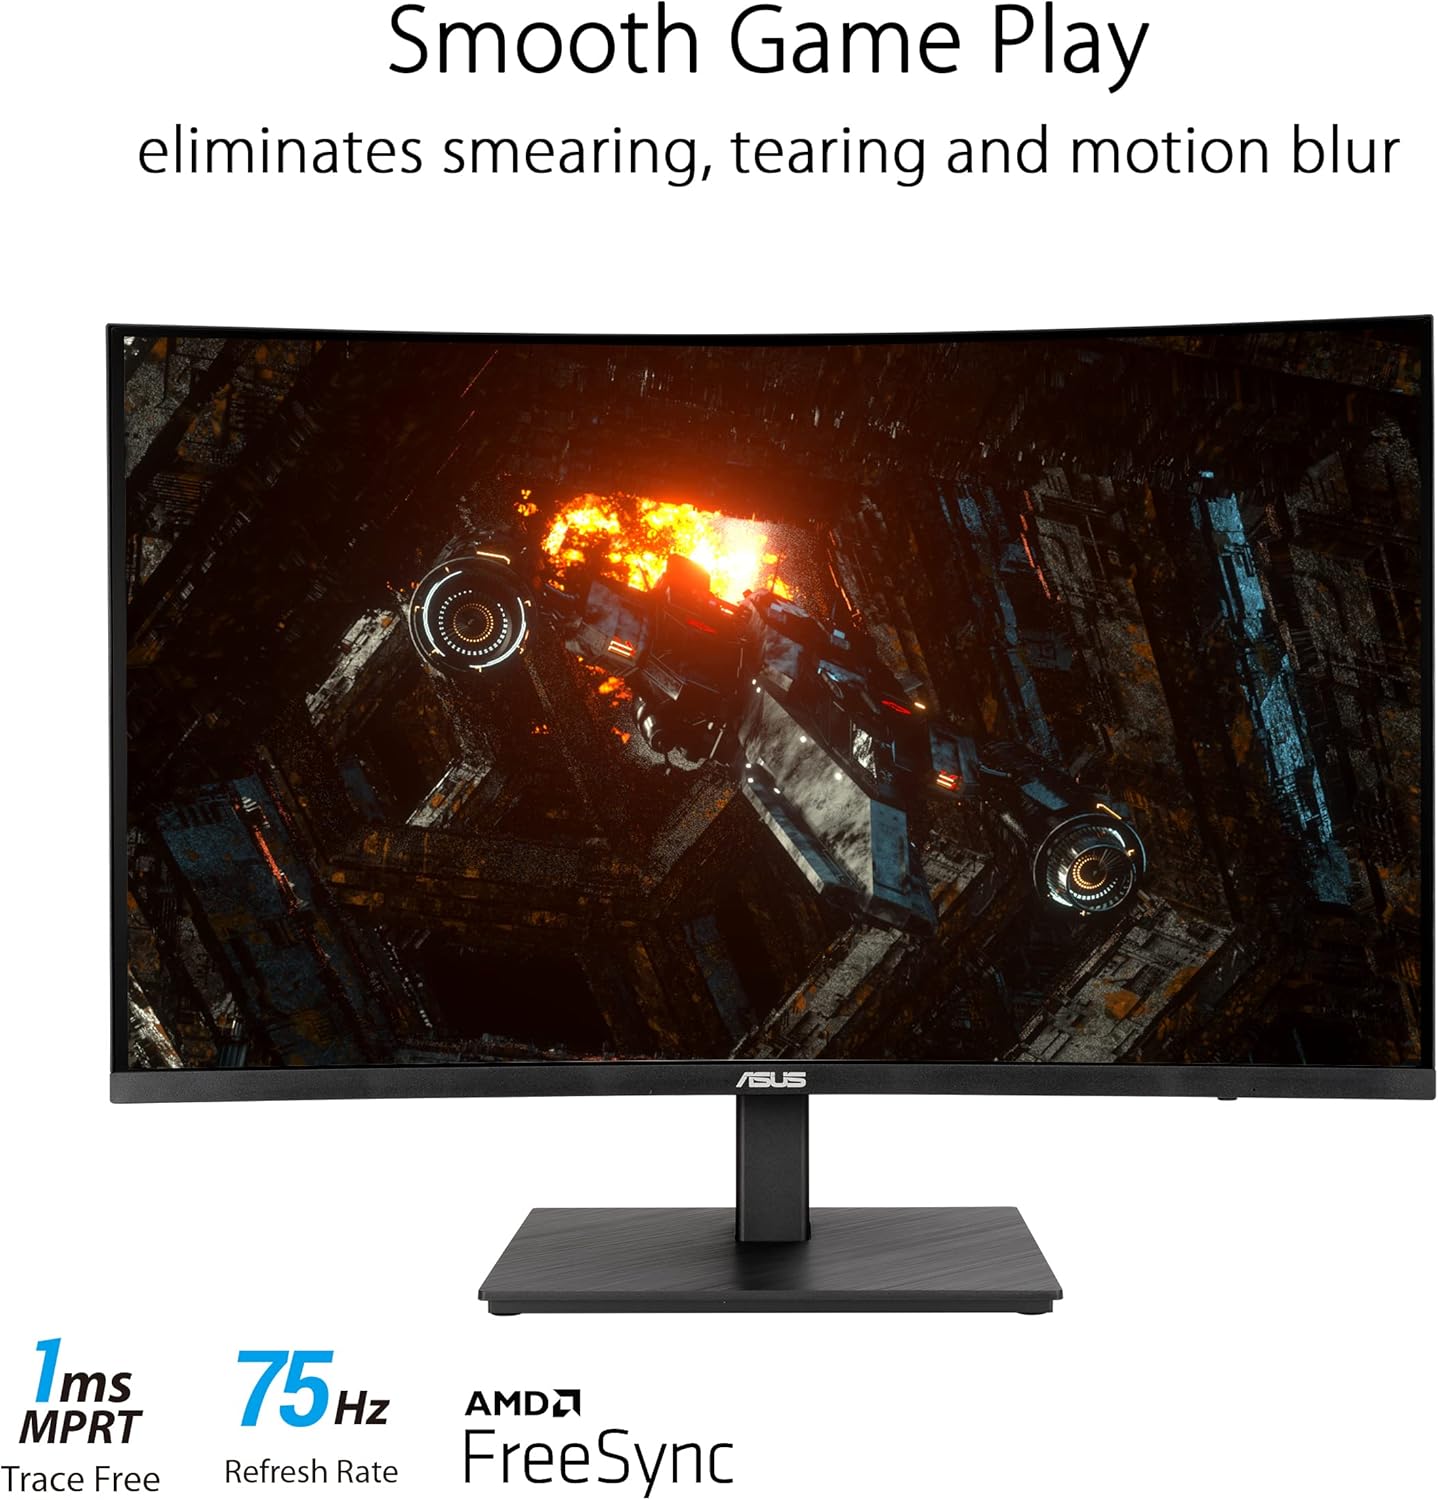 Smooth Game Play
eliminates smearing, tearing and motion blur
ASUS
1ms
MPRT
Trace Free
75Hz
Refresh Rate
AMD
FreeSync